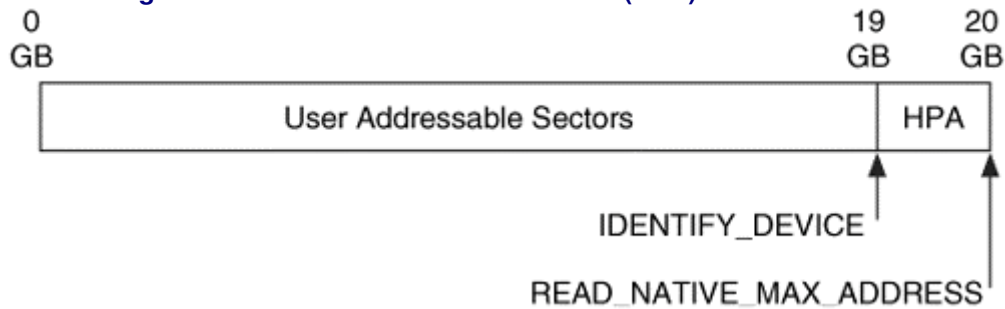 0 19 20
GB GB GB
User Addressable Sectors HPA
IDENTIFY_DEVICE
READ_NATIVE_MAX_ADDRESS